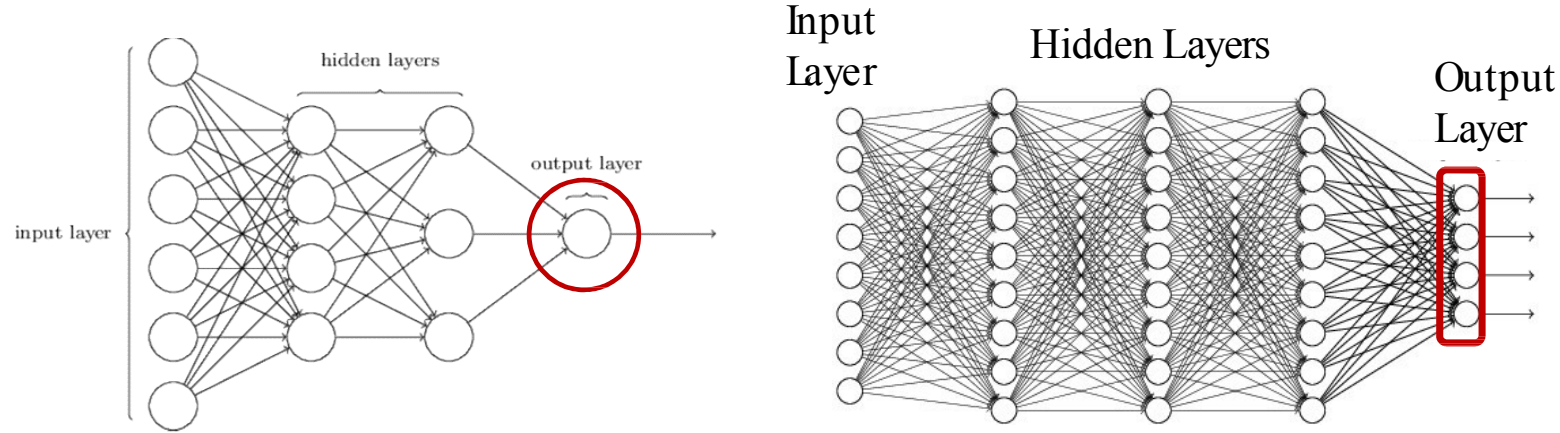 input layer
hidden layers
output layer
Input
Layer
Hidden Layers
Output
Layer